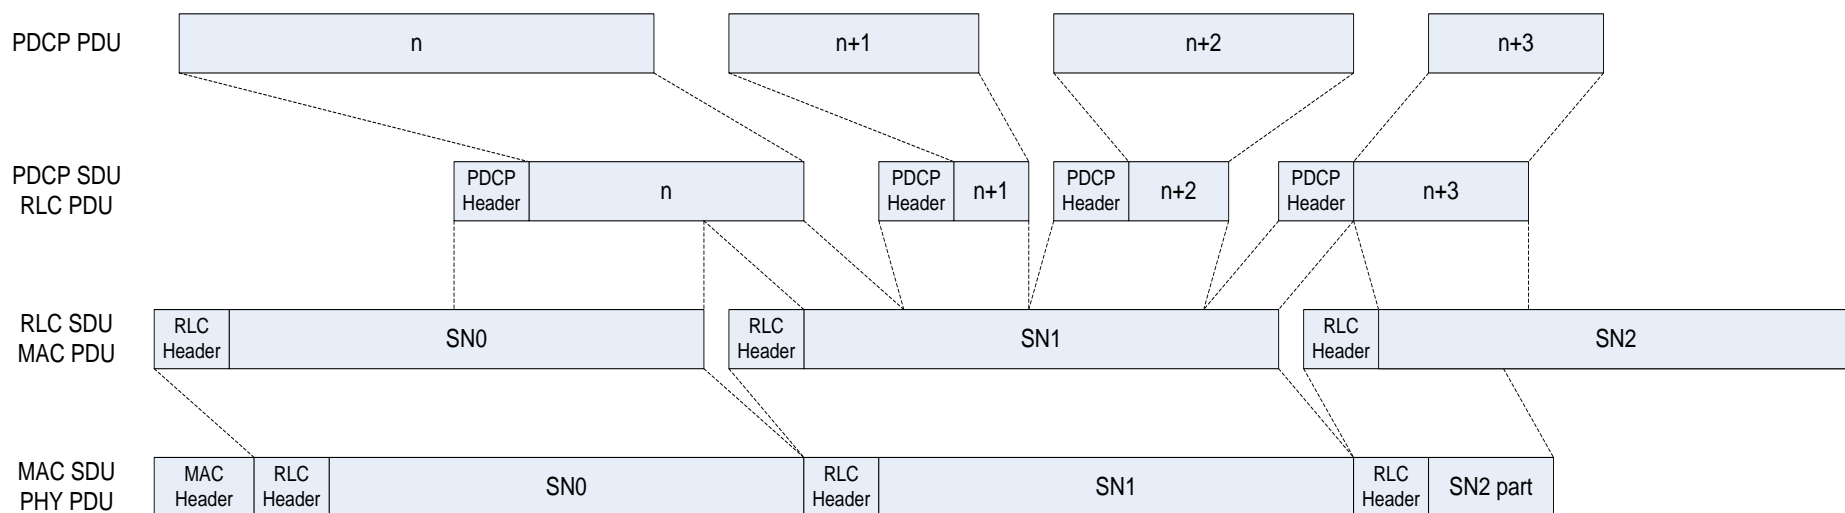 PDCP PDU
n
n+1
n+2
n+3
PDCP SDU
RLC PDU
PDCP
Header
n
PDCP
Header
n+1
PDCP
Header
n+2
PDCP
Header
n+3
RLC SDU
MAC PDU
RLC
Header
SN0
RLC
Header
SN1
RLC
Header
SN2
MAC SDU
PHY PDU
MAC
Header
RLC
Header
SN0
RLC
Header
SN1
RLC
Header
SN2 part